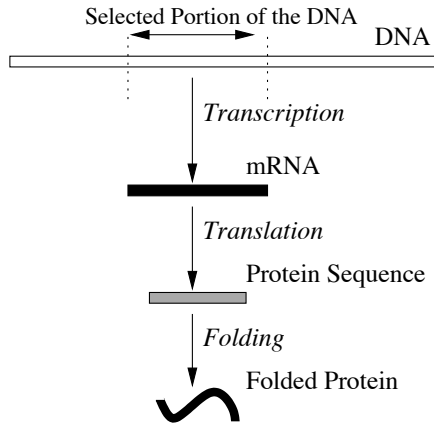 Selected Portion of the DNA
DNA
Transcription
mRNA
Translation
Protein Sequence
Folding
Folded Protein